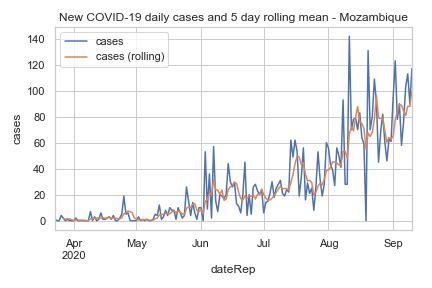 New COVID-19 daily cases and 5 day rolling mean - Mozambique
cases
cases (rolling)
140
120
100
80
60
40
20
0
cases
Apr
2020
May
Jun
Jul
Aug
Sep
dateRep